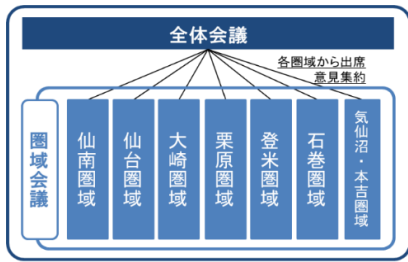 全体会議
各圏域から出席
意見集約
圏域会議
仙南圏域
仙台圏域
大崎圏域
栗原圏域
登米圏域
石巻圏域
気仙沼・本吉圏域